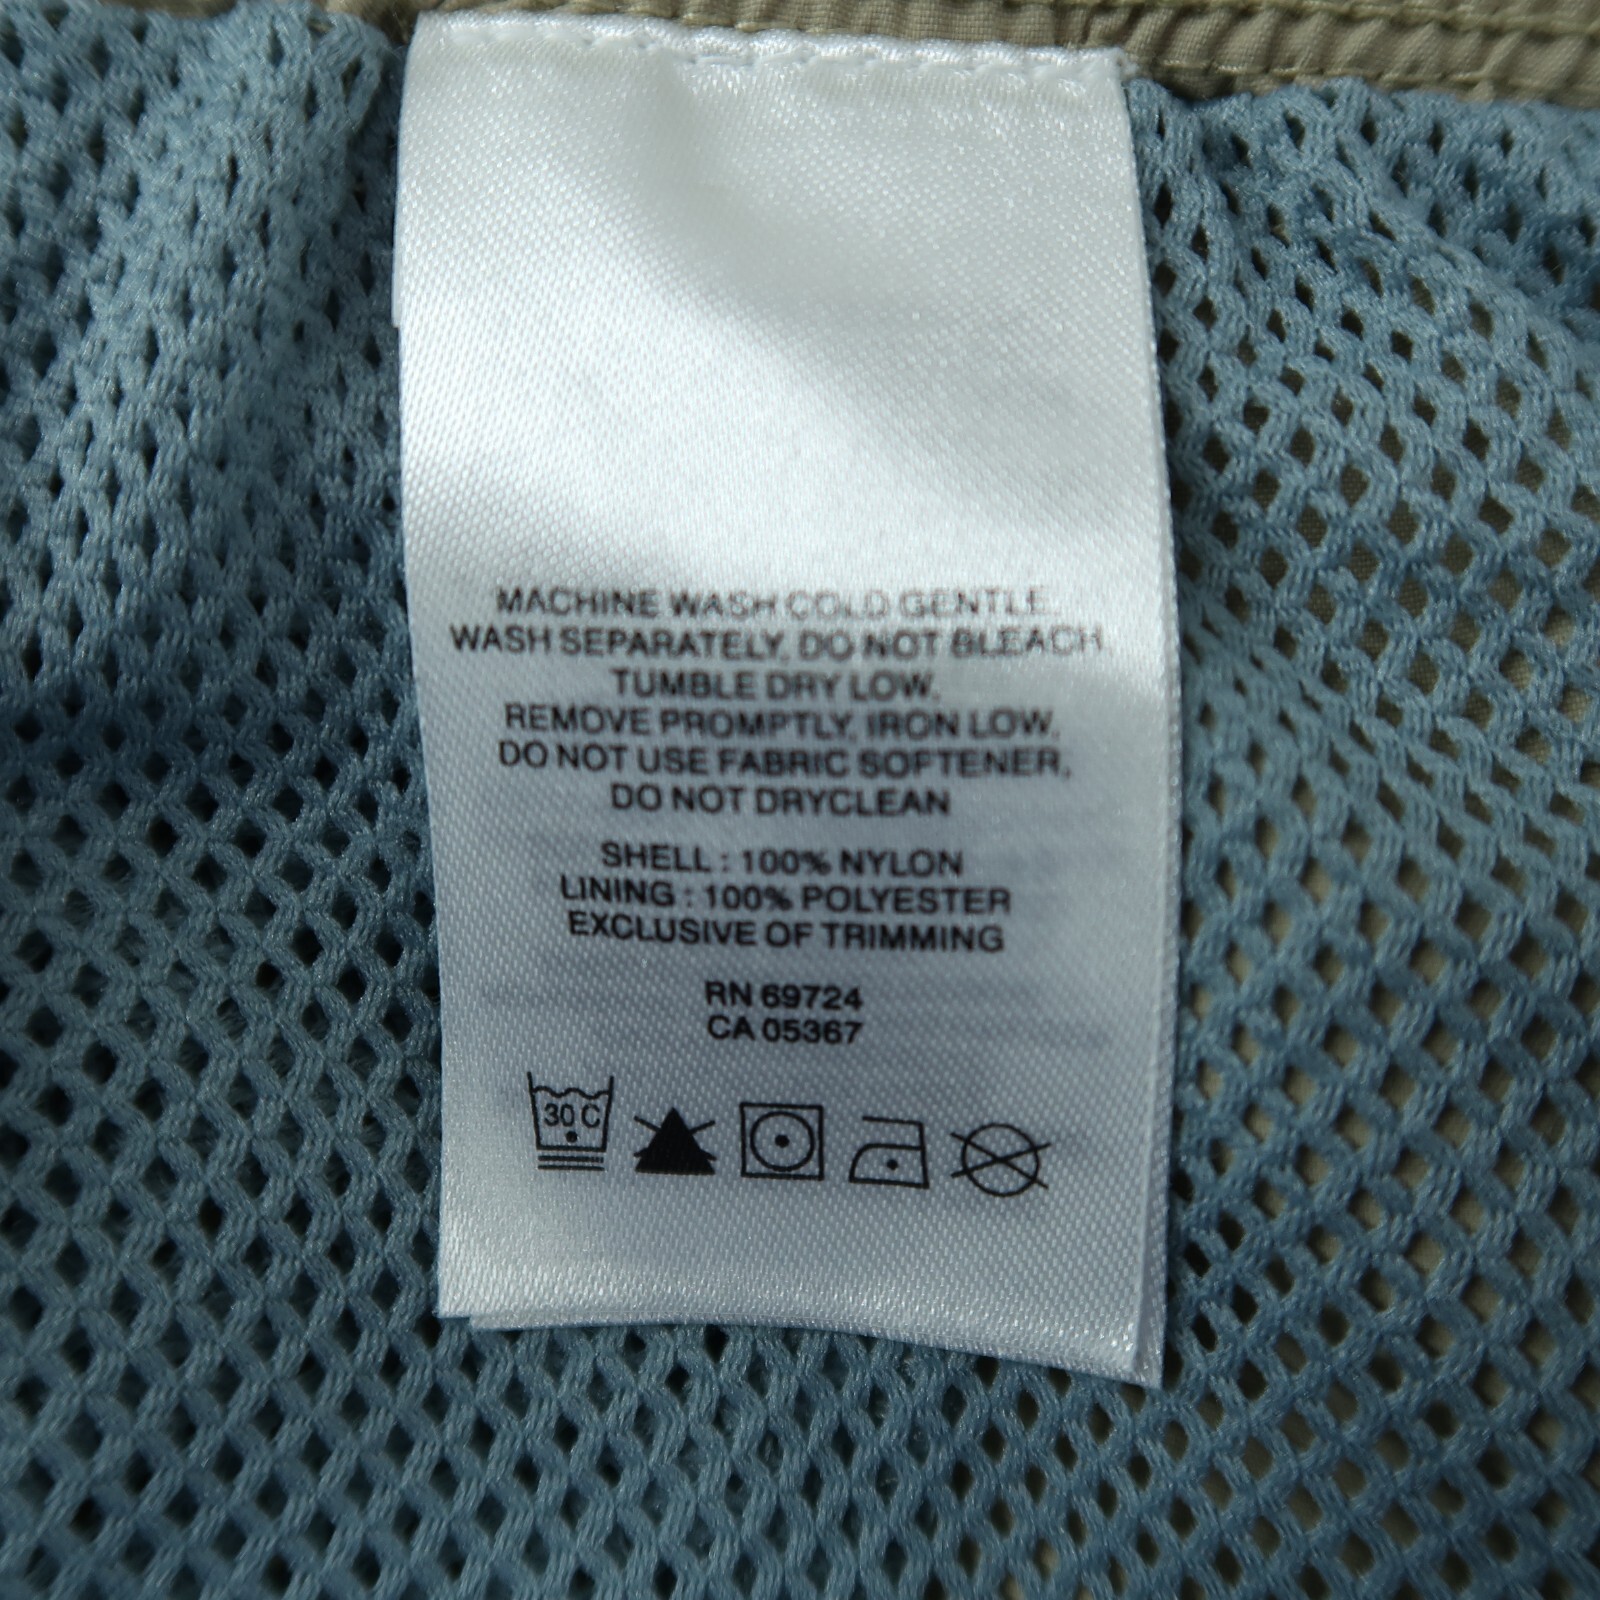 MACHINE WASH COLD GENTLE.
WASH SEPARATELY, DO NOT BLEACH.
TUMBLE DRY LOW.
REMOVE PROMPTLY, IRON LOW.
DO NOT USE FABRIC SOFTENER,
DO NOT DRYCLEAN
SHELL : 100% NYLON
LINING : 100% POLYESTER
EXCLUSIVE OF TRIMMING
RN 69724
CA 05367
30 C